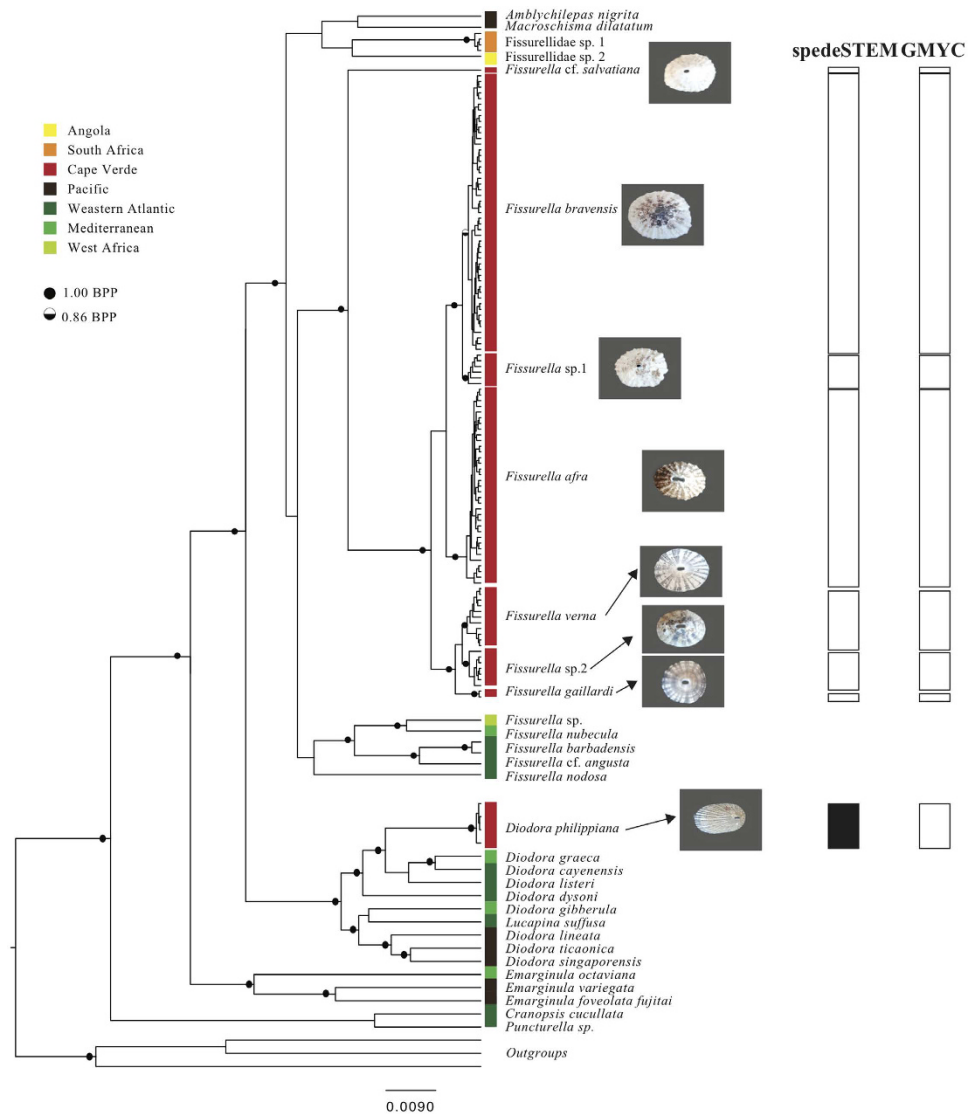 Amblychilepas nigrita
Macroschisma dilatatum
Fissurellidae sp. 1
Fissurellidae sp. 2
Fissurella cf. salvatiana
spedeSTEM GMYC
Angola
South Africa
Cape Verde
Pacific
Weastern Atlantic
Mediterranean
West Africa
1.00 BPP
0.86 BPP
Fissurella bravensis
Fissurella sp.1
Fissurella afra
Fissurella verna
Fissurella sp.2
Fissurella gaillardi
Fissurella sp.
Fissurella nubecula
Fissurella barbadensis
Fissurella cf. angusta
Fissurella nodosa
Diodora philippiana
Diodora graeca
Diodora cayenensis
Diodora listeri
Diodora dysoni
Diodora gibberula
Lucapina suffusa
Diodora lineata
Diodora ticaonica
Diodora singaporensis
Emarginula octaviana
Emarginula variegata
Emarginula foveolata fujitai
Cranopsis cucullata
Puncturella sp.
Outgroups
0.0090